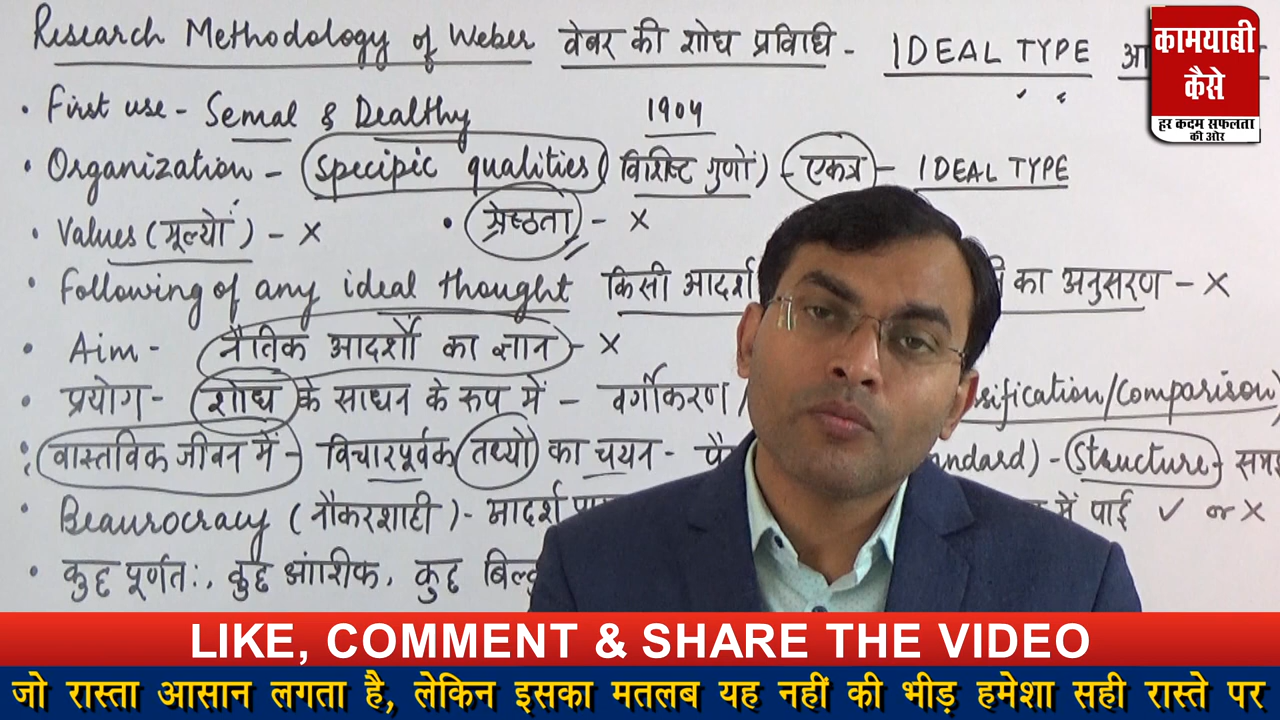 Research Methodology of Weber वेबर की शोध प्रविधि - IDEAL TYPE
कामयाबी
कैसे
हर कदम सफलता
की ओर
• First use - Semal & Dealthy 1904
• Organization - (specipic qualities) विशिष्ट गुणों) - एकत्र - IDEAL TYPE
• Values (मूल्यों) - × • श्रेष्ठता - ×
• Following of any ideal thought किसी आदर्श का अनुसरण - ×
• Aim - नैतिक आदर्शों का ज्ञान - ×
• प्रयोग - शोध के साधन के रूप में - वर्गीकरण / sification/Comparison)
• वास्तविक जीवन में - विचारपूर्वक तथ्यों का चयन - ndard) - (Structure -
• Beaurocracy (नौकरशाही) - आदर्श में पाई ✓ or ×
• कुछ पूर्णत:, कुछ आंशिक, कुछ
LIKE, COMMENT & SHARE THE VIDEO
जो रास्ता आसान लगता है, लेकिन इसका मतलब यह नहीं की भीड़ हमेशा सही रास्ते पर